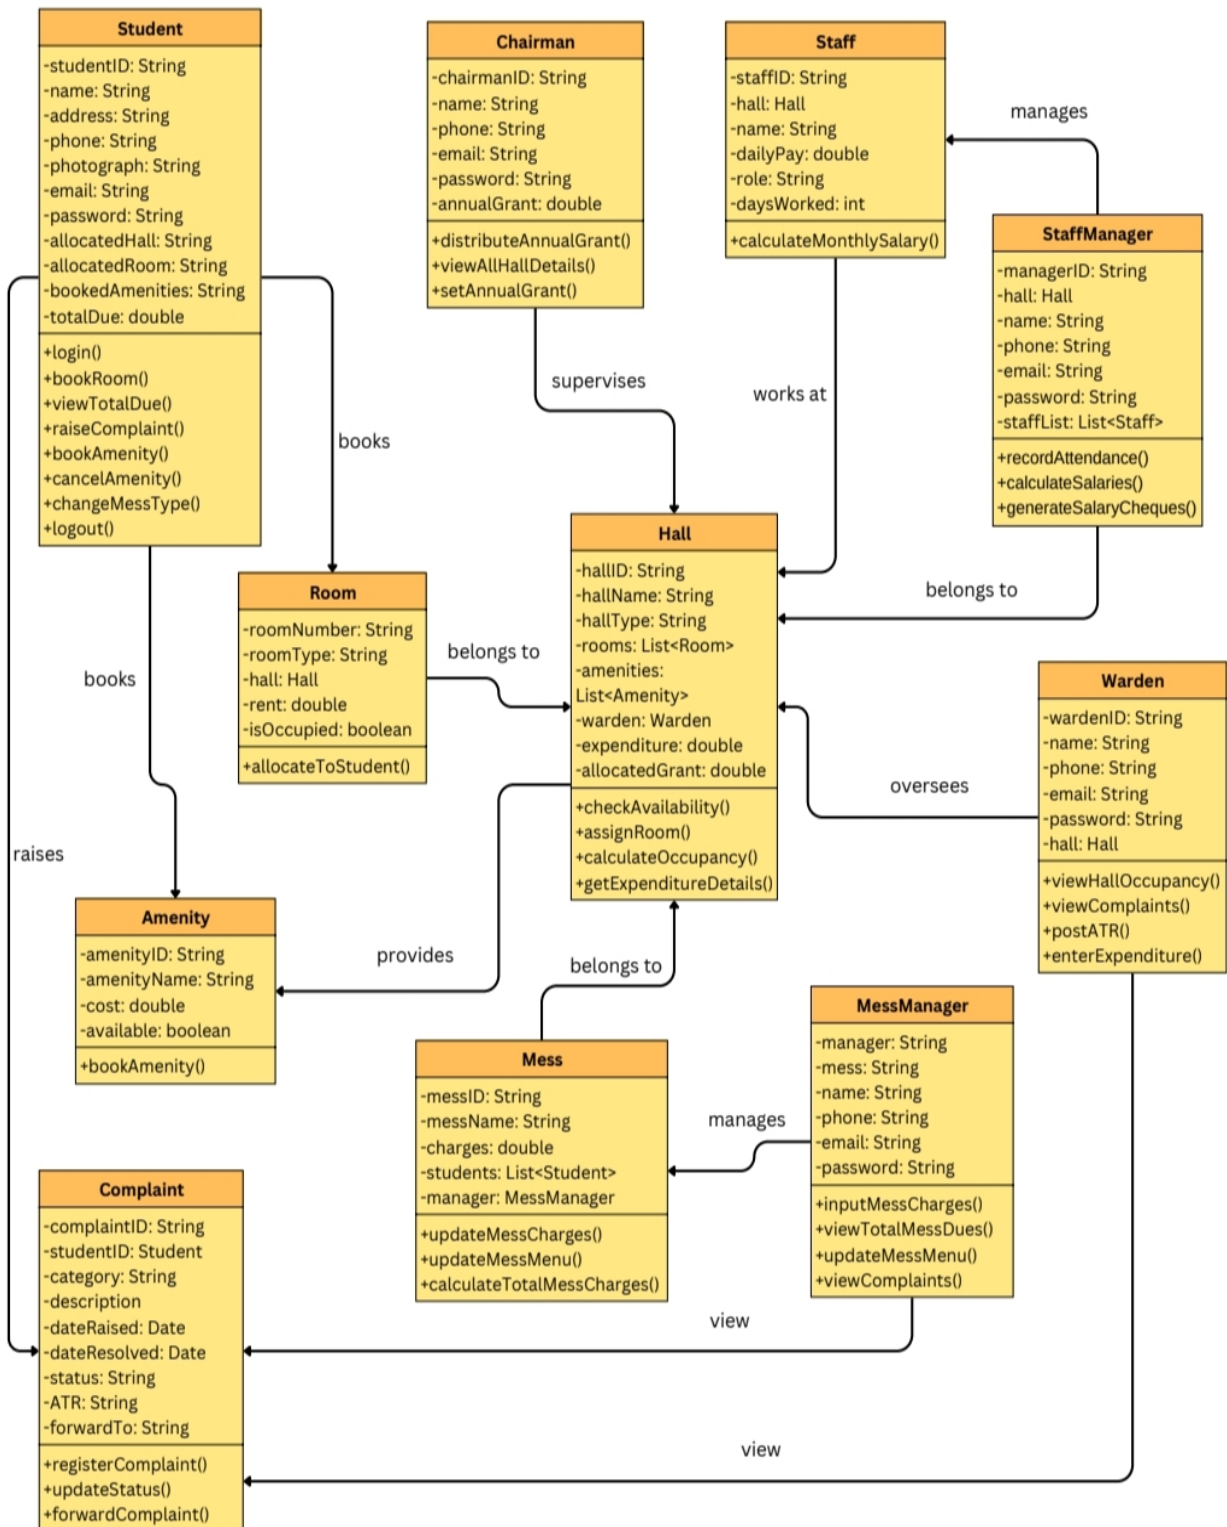 Student
-studentID: String
-name: String
-address: String
-phone: String
-photograph: String
-email: String
-password: String
-allocatedHall: String
-allocatedRoom: String
-bookedAmenities: String
-totalDue: double
+login()
+bookRoom()
+viewTotalDue()
+raiseComplaint()
+bookAmenity()
+cancelAmenity()
+changeMessType()
+logout()
Chairman
-chairmanID: String
-name: String
-phone: String
-email: String
-password: String
-annualGrant: double
+distributeAnnualGrant()
+viewAllHallDetails()
+setAnnualGrant()
Staff
-staffID: String
-hall: Hall
-name: String
-dailyPay: double
-role: String
-daysWorked: int
+calculateMonthlySalary()
manages
StaffManager
-managerID: String
-hall: Hall
-name: String
-phone: String
-email: String
-password: String
-staffList: List<Staff>
+recordAttendance()
+calculateSalaries()
+generateSalaryCheques()
supervises
works at
books
belongs to
Room
-roomNumber: String
-roomType: String
-hall: Hall
-rent: double
-isOccupied: boolean
+allocateToStudent()
belongs to
Hall
-hallID: String
-hallName: String
-hallType: String
-rooms: List<Room>
-amenities:
List<Amenity>
-warden: Warden
-expenditure: double
-allocatedGrant: double
+checkAvailability()
+assignRoom()
+calculateOccupancy()
+getExpenditureDetails()
Warden
-wardenID: String
-name: String
-phone: String
-email: String
-password: String
-hall: Hall
+viewHallOccupancy()
+viewComplaints()
+postATR()
+enterExpenditure()
books
oversees
raises
Amenity
-amenityID: String
-amenityName: String
-cost: double
-available: boolean
+bookAmenity()
provides
belongs to
Mess
-messID: String
-messName: String
-charges: double
-students: List<Student>
-manager: MessManager
+updateMessCharges()
+updateMessMenu()
+calculateTotalMessCharges()
manages
MessManager
-manager: String
-mess: String
-name: String
-phone: String
-email: String
-password: String
+inputMessCharges()
+viewTotalMessDues()
+updateMessMenu()
+viewComplaints()
Complaint
-complaintID: String
-studentID: Student
-category: String
-description
-dateRaised: Date
-dateResolved: Date
-status: String
-ATR: String
-forwardTo: String
+registerComplaint()
+updateStatus()
+forwardComplaint()
view
view